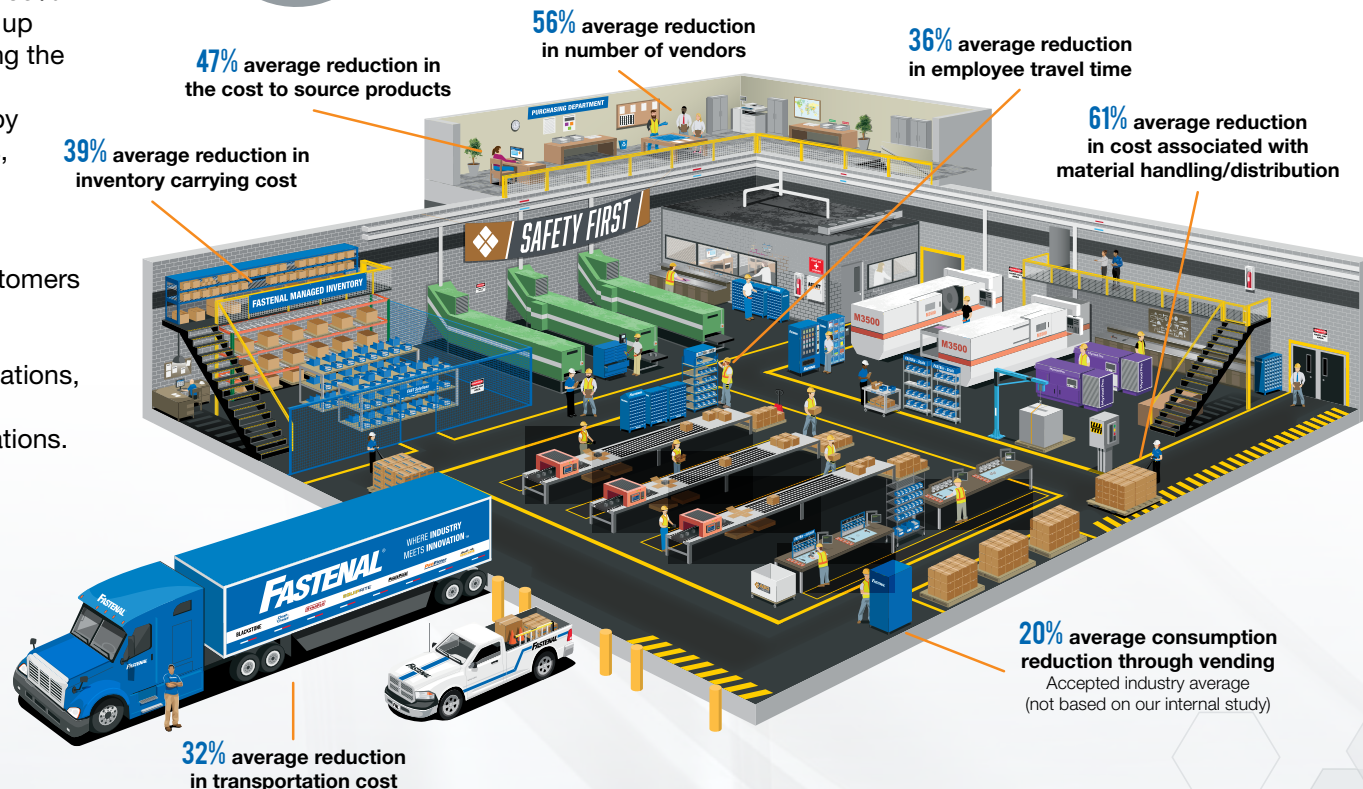 up
ng the
by
stomers
ations,
ations.
56% average reduction
in number of vendors
36% average reduction
in employee travel time
47% average reduction in
the cost to source products
61% average reduction
in cost associated with
material handling/distribution
39% average reduction in
inventory carrying cost
PURCHASING DEPARTMENT
SAFETY FIRST
FASTENAL MANAGED INVENTORY
M3500
M3500
FASTENAL
WHERE INDUSTRY
MEETS INNOVATION
BLACKSTONE
FASTENAL
FASTENAL
20% average consumption
reduction through vending
Accepted industry average
(not based on our internal study)
32% average reduction
in transportation cost